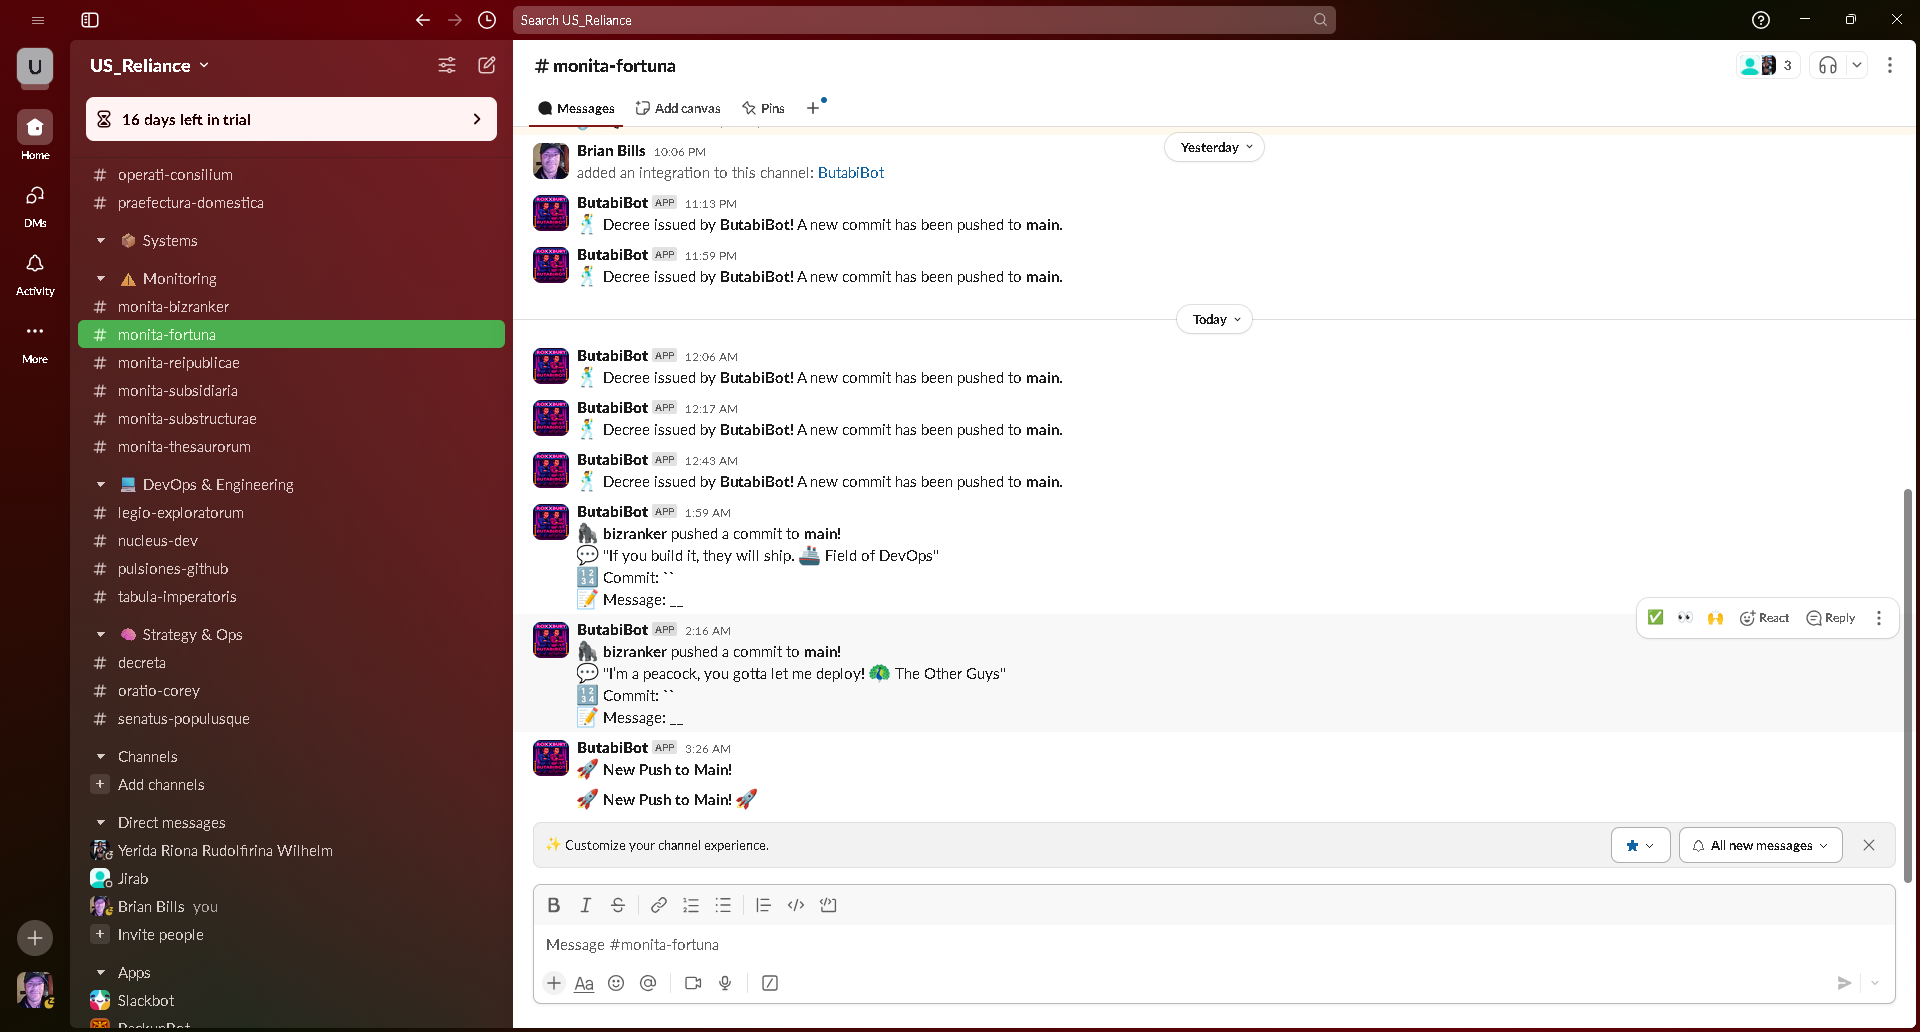 Search US_Reliance
U
US_Reliance
16 days left in trial
Home
DMs
Activity
More
# operati-consilium
# praefectura-domestica
Systems
Monitoring
# monita-bizranker
# monita-fortuna
# monita-reipublicae
# monita-subsidiaria
# monita-substructurae
# monita-thesaurorum
DevOps & Engineering
# legio-exploratorum
# nucleus-dev
# pulsiones-github
# tabula-imperatoris
Strategy & Ops
# decreta
# oratio-corey
# senatus-populusque
Channels
+ Add channels
Direct messages
Yerida Riona Rudolfirina Wilhelm
Jirab
Brian Bills you
+ Invite people
Apps
Slackbot
# monita-fortuna
3
Messages
Add canvas
Pins
+
Yesterday
Brian Bills 10:06 PM
added an integration to this channel: ButabiBot
ButabiBot APP 11:13 PM
🕺 Decree issued by ButabiBot! A new commit has been pushed to main.
ButabiBot APP 11:59 PM
🕺 Decree issued by ButabiBot! A new commit has been pushed to main.
Today
ButabiBot APP 12:06 AM
🕺 Decree issued by ButabiBot! A new commit has been pushed to main.
ButabiBot APP 12:17 AM
🕺 Decree issued by ButabiBot! A new commit has been pushed to main.
ButabiBot APP 12:43 AM
🕺 Decree issued by ButabiBot! A new commit has been pushed to main.
ButabiBot APP 1:59 AM
🦍 bizranker pushed a commit to main!
💬 "If you build it, they will ship. 🚢 Field of DevOps"
🔢 Commit: ``
📝 Message: __
React
Reply
ButabiBot APP 2:16 AM
🦍 bizranker pushed a commit to main!
💬 "I'm a peacock, you gotta let me deploy! 🦚 The Other Guys"
🔢 Commit: ``
📝 Message: __
ButabiBot APP 3:26 AM
🚀 New Push to Main!
🚀 New Push to Main! 🚀
✨ Customize your channel experience.
All new messages
B I S
Message #monita-fortuna
+ Aa @